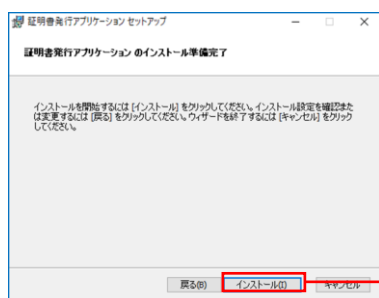 証明書発行アプリケーション セットアップ
証明書発行アプリケーション のインストール準備完了
インストールを開始するには [インストール] をクリックしてください。インストール設定を確認また
は変更するには [戻る] をクリックしてください。ウィザードを終了するには [キャンセル] をクリック
してください。
戻る(B) インストール(I) キャンセル